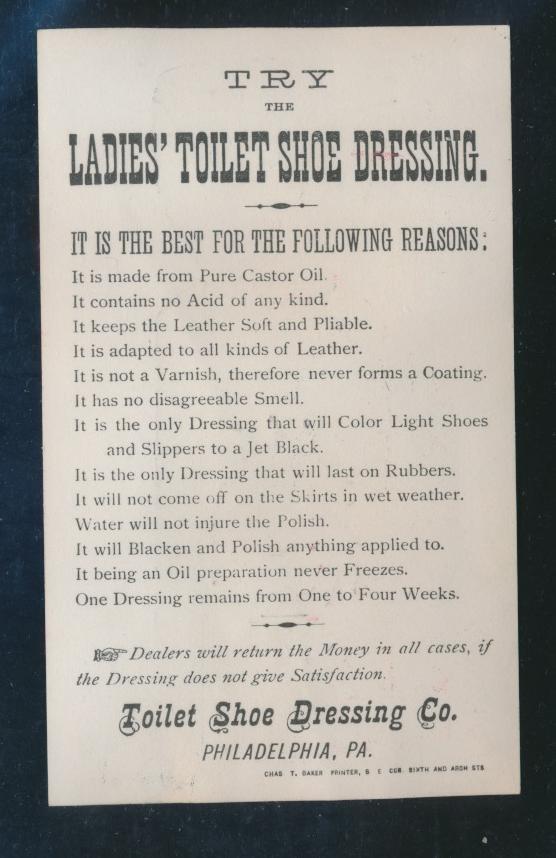 TRY
THE
LADIES' TOILET SHOE DRESSING.
IT IS THE BEST FOR THE FOLLOWING REASONS:
It is made from Pure Castor Oil.
It contains no Acid of any kind.
It keeps the Leather Soft and Pliable.
It is adapted to all kinds of Leather.
It is not a Varnish, therefore never forms a Coating.
It has no disagreeable Smell.
It is the only Dressing that will Color Light Shoes
and Slippers to a Jet Black.
It is the only Dressing that will last on Rubbers.
It will not come off on the Skirts in wet weather.
Water will not injure the Polish.
It will Blacken and Polish anything applied to.
It being an Oil preparation never Freezes.
One Dressing remains from One to Four Weeks.
☞ Dealers will return the Money in all cases, if
the Dressing does not give Satisfaction.
Toilet Shoe Dressing Co.
PHILADELPHIA, PA.
CHAS T. BAKER PRINTER, S E COR. SIXTH AND ARCH STS